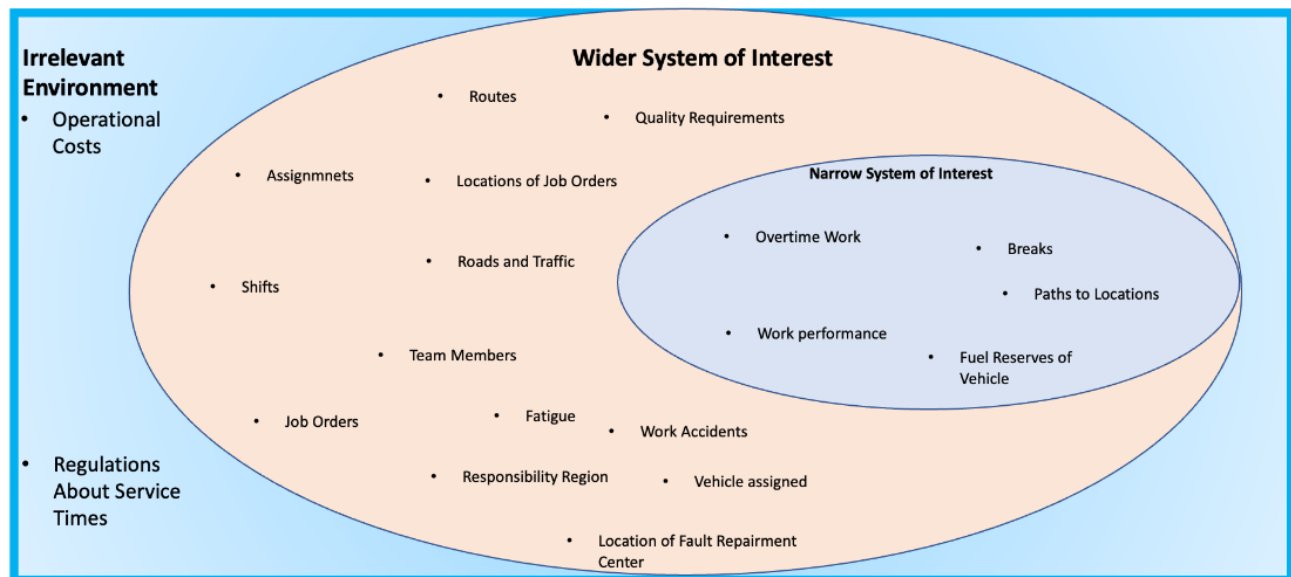 Irrelevant
Environment
• Operational
Costs
• Regulations
About Service
Times
Wider System of Interest
• Routes
• Quality Requirements
• Assignmnets
• Locations of Job Orders
• Roads and Traffic
• Shifts
• Team Members
• Job Orders
• Fatigue
• Work Accidents
• Responsibility Region
• Vehicle assigned
• Location of Fault Repairment
Center
Narrow System of Interest
• Overtime Work
• Breaks
• Paths to Locations
• Work performance
• Fuel Reserves of
Vehicle